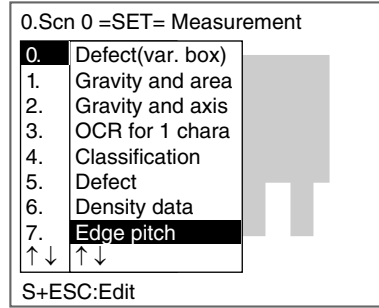 0.Scn 0 =SET= Measurement
0. Defect(var. box)
1. Gravity and area
2. Gravity and axis
3. OCR for 1 chara
4. Classification
5. Defect
6. Density data
7. Edge pitch
↑↓ ↑↓
S+ESC:Edit